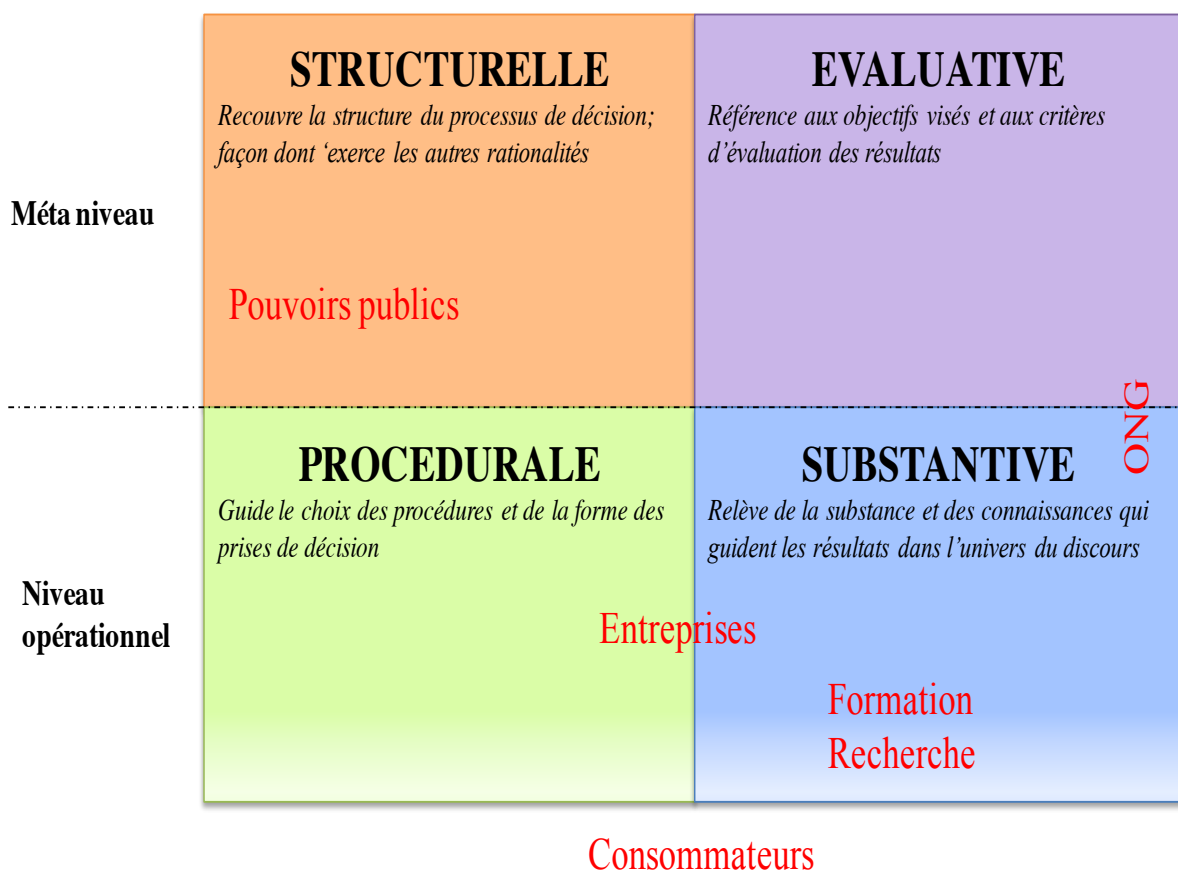 STRUCTURELLE
Recouvre la structure du processus de décision;
façon dont ‘exerce les autres rationalités
EVALUATIVE
Référence aux objectifs visés et aux critères
d’évaluation des résultats
Méta niveau
Pouvoirs publics
ONG
PROCEDURALE
Guide le choix des procédures et de la forme des
prises de décision
SUBSTANTIVE
Relève de la substance et des connaissances qui
guident les résultats dans l’univers du discours
Niveau
opérationnel
Entreprises
Formation
Recherche
Consommateurs